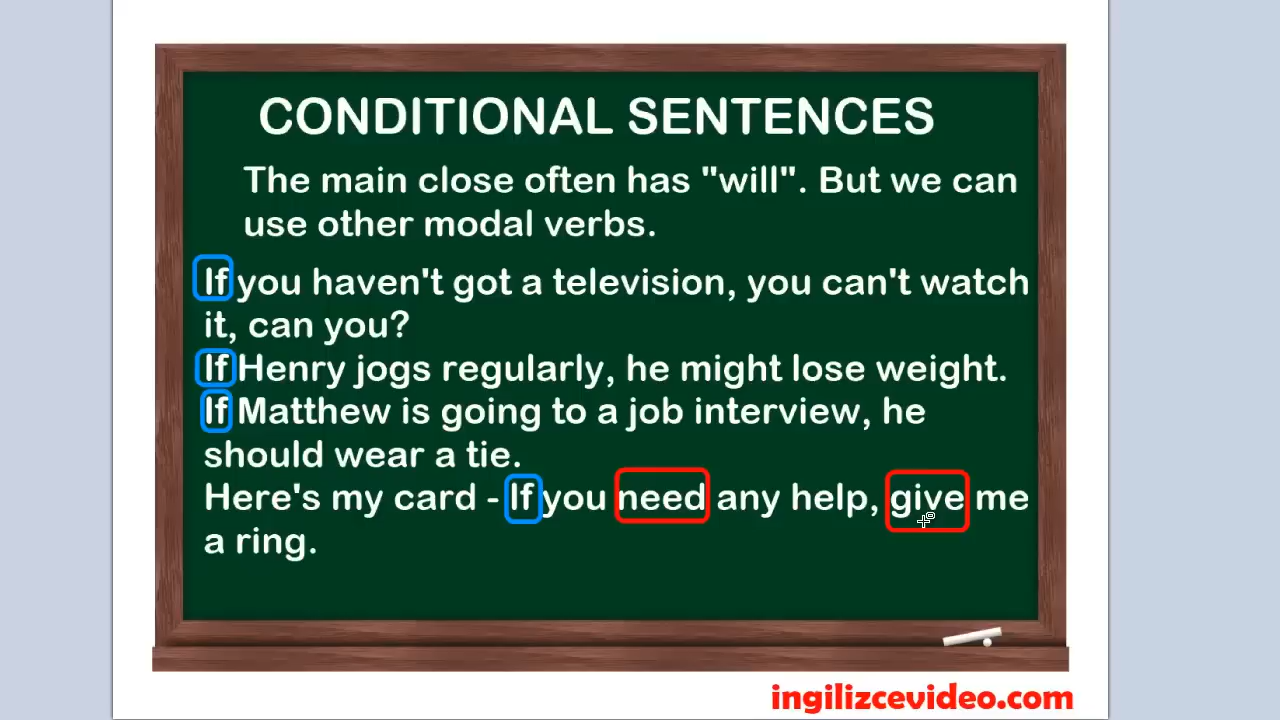 CONDITIONAL SENTENCES
The main close often has "will". But we can
use other modal verbs.
If you haven't got a television, you can't watch
it, can you?
If Henry jogs regularly, he might lose weight.
If Matthew is going to a job interview, he
should wear a tie.
Here's my card - If you need any help, give me
a ring.
ingilizcevideo.com